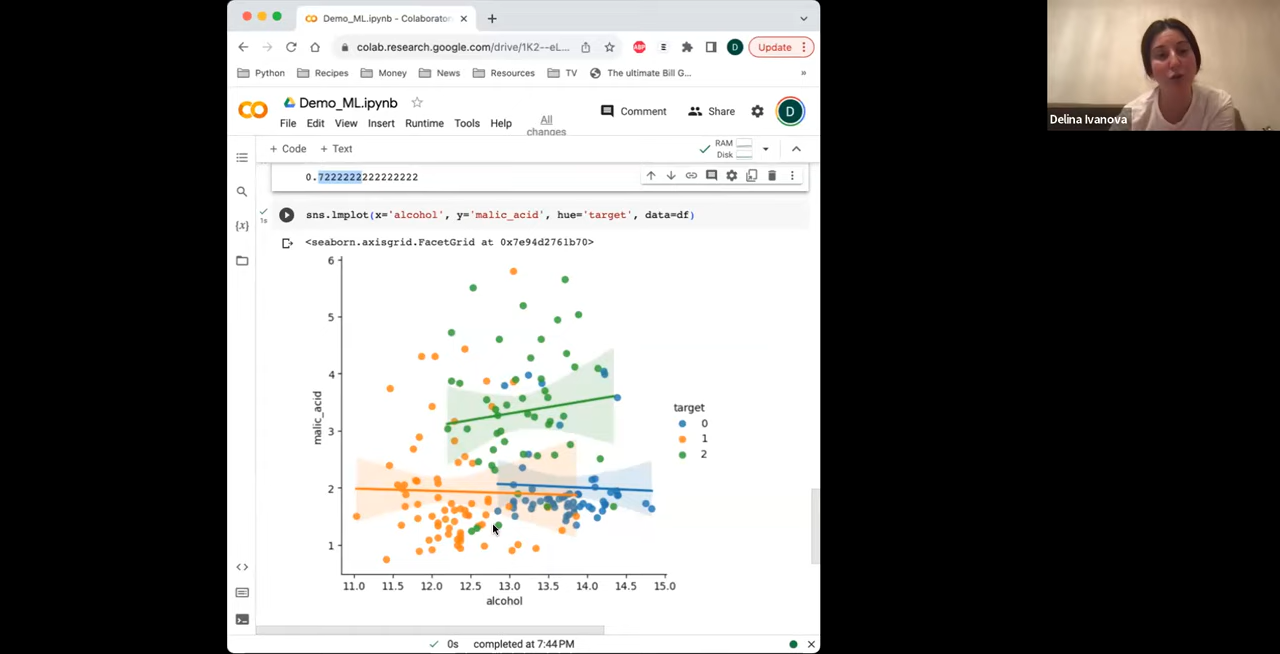 Demo_ML.ipynb - Colaborator
colab.research.google.com/drive/1K2--eL...
ABP
E
D
Update
Python
Recipes
Money
News
Resources
TV
The ultimate Bill G...
»
Demo_ML.ipynb
File
Edit
View
Insert
Runtime
Tools
Help
All
changes
Comment
Share
D
+ Code
+ Text
RAM
Disk
0.7222222222222222
1s
sns.lmplot(x='alcohol', y='malic_acid', hue='target', data=df)
<seaborn.axisgrid.FacetGrid at 0x7e94d2761b70>
6
5
4
3
2
1
malic_acid
11.0
11.5
12.0
12.5
13.0
13.5
14.0
14.5
15.0
alcohol
target
0
1
2
0s
completed at 7:44 PM
Delina Ivanova